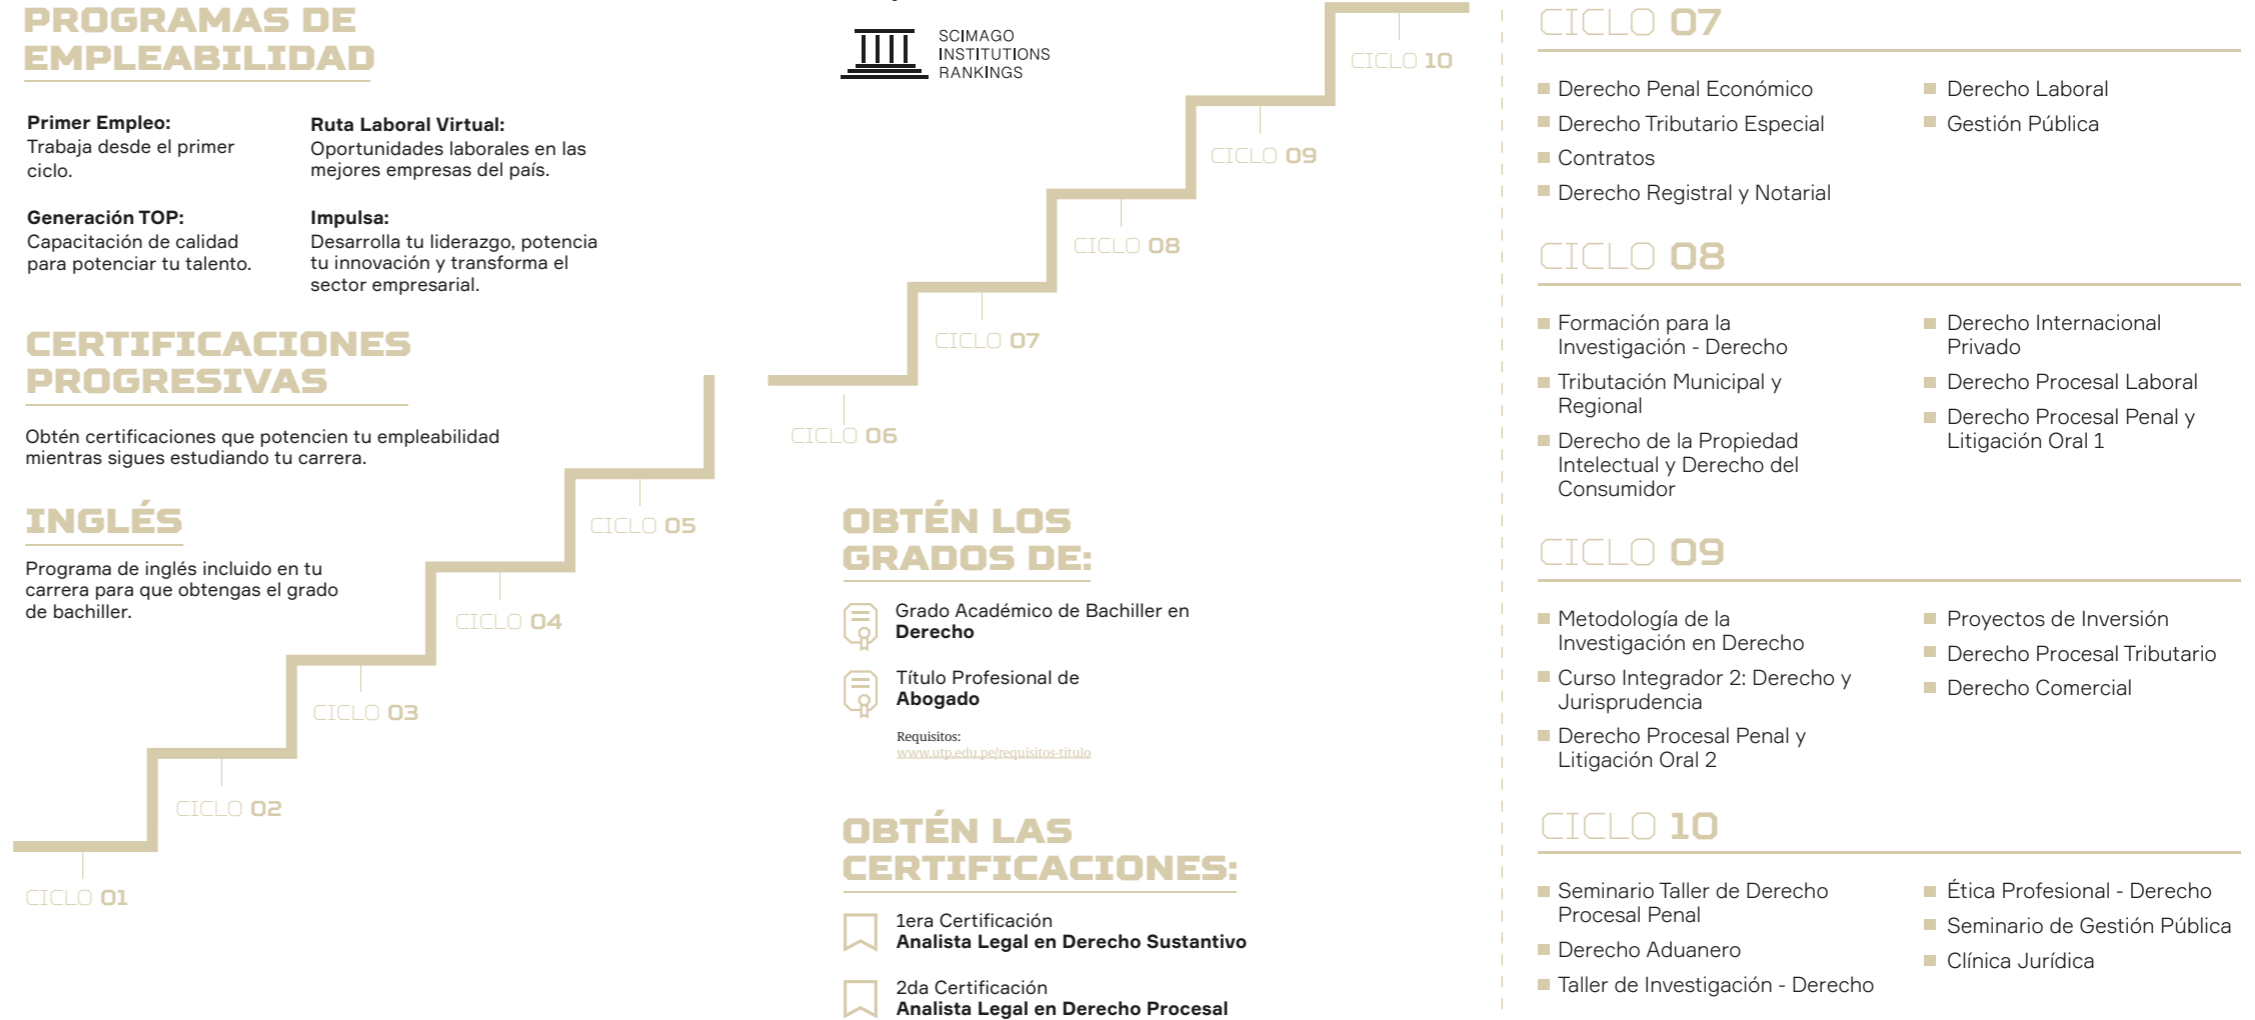 PROGRAMAS DE
EMPLEABILIDAD
Primer Empleo:
Trabaja desde el primer
ciclo.
Ruta Laboral Virtual:
Oportunidades laborales en las
mejores empresas del país.
Generación TOP:
Capacitación de calidad
para potenciar tu talento.
Impulsa:
Desarrolla tu liderazgo, potencia
tu innovación y transforma el
sector empresarial.
CERTIFICACIONES
PROGRESIVAS
Obtén certificaciones que potencien tu empleabilidad
mientras sigues estudiando tu carrera.
INGLÉS
Programa de inglés incluido en tu
carrera para que obtengas el grado
de bachiller.
CICLO 01
CICLO 02
CICLO 03
CICLO 04
CICLO 05
SCIMAGO
INSTITUTIONS
RANKINGS
CICLO 06
CICLO 07
CICLO 08
CICLO 09
CICLO 10
OBTÉN LOS
GRADOS DE:
Grado Académico de Bachiller en
Derecho
Título Profesional de
Abogado
Requisitos:
www.utp.edu.pe/requisitos-titulo
OBTÉN LAS
CERTIFICACIONES:
1era Certificación
Analista Legal en Derecho Sustantivo
2da Certificación
Analista Legal en Derecho Procesal
CICLO 07
Derecho Penal Económico
Derecho Tributario Especial
Contratos
Derecho Registral y Notarial
Derecho Laboral
Gestión Pública
CICLO 08
Formación para la
Investigación - Derecho
Tributación Municipal y
Regional
Derecho de la Propiedad
Intelectual y Derecho del
Consumidor
Derecho Internacional
Privado
Derecho Procesal Laboral
Derecho Procesal Penal y
Litigación Oral 1
CICLO 09
Metodología de la
Investigación en Derecho
Curso Integrador 2: Derecho y
Jurisprudencia
Derecho Procesal Penal y
Litigación Oral 2
Proyectos de Inversión
Derecho Procesal Tributario
Derecho Comercial
CICLO 10
Seminario Taller de Derecho
Procesal Penal
Derecho Aduanero
Taller de Investigación - Derecho
Ética Profesional - Derecho
Seminario de Gestión Pública
Clínica Jurídica